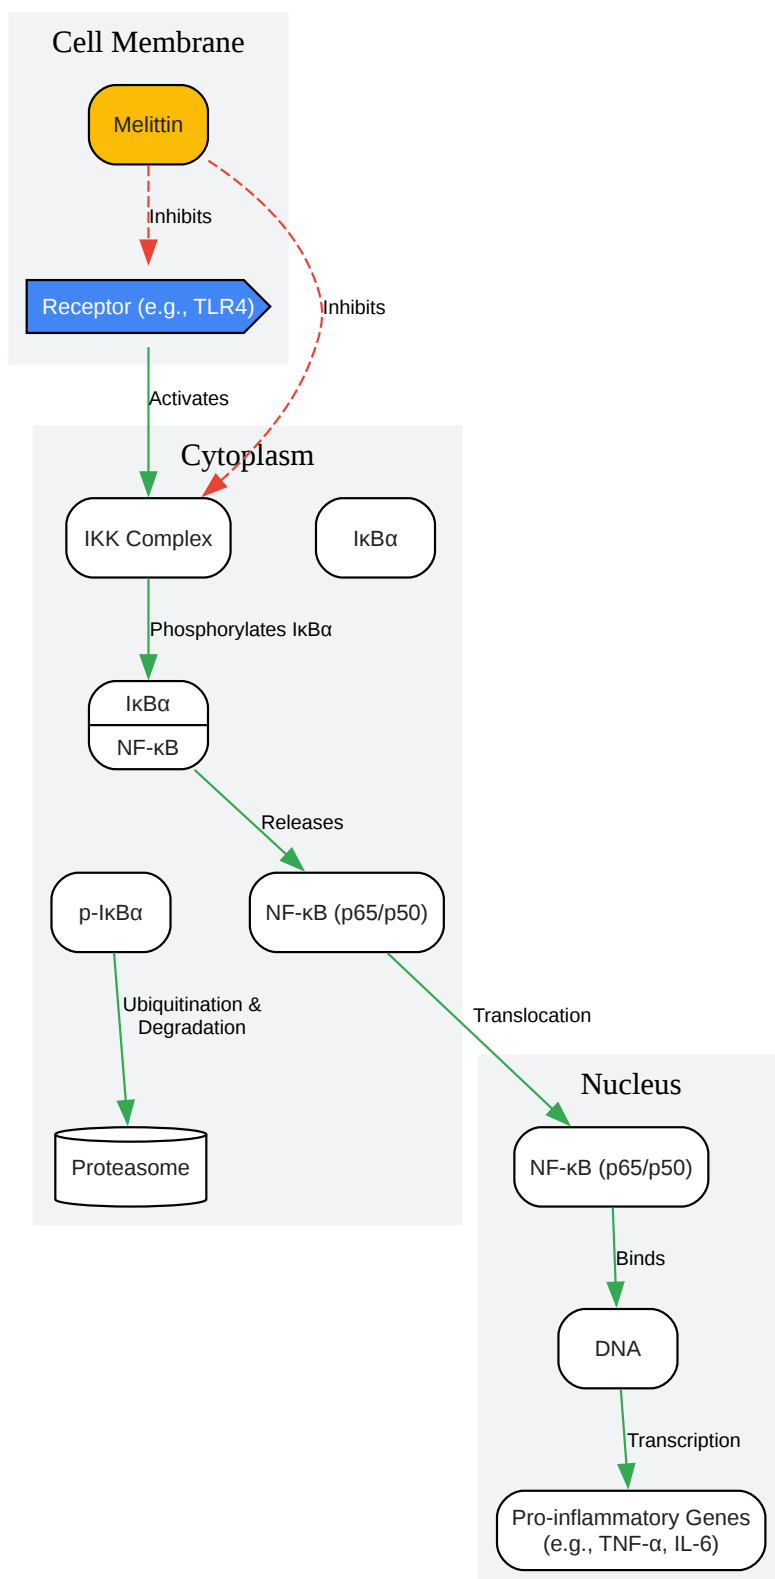 Cell Membrane
Melittin
Inhibits
Receptor (e.g., TLR4)
Inhibits
Activates
Cytoplasm
IKK Complex
IκBα
Phosphorylates IκBα
IκBα
NF-κB
Releases
p-IκBα
NF-κB (p65/p50)
Ubiquitination &
Degradation
Translocation
Nucleus
Proteasome
NF-κB (p65/p50)
Binds
DNA
Transcription
Pro-inflammatory Genes
(e.g., TNF-α, IL-6)